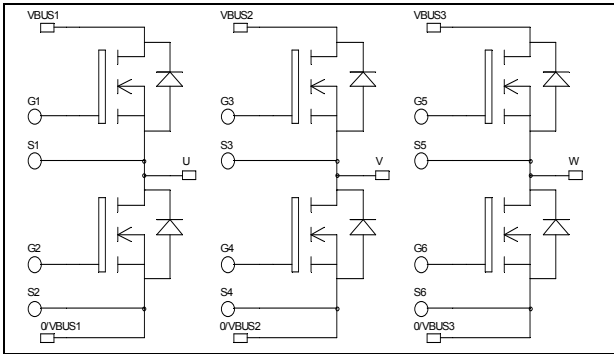 VBUS1 VBUS2 VBUS3
G1 G3 G5
S1 S3 S5
U V W
G2 G4 G6
S2 S4 S6
0/VBUS1 0/VBUS2 0/VBUS3